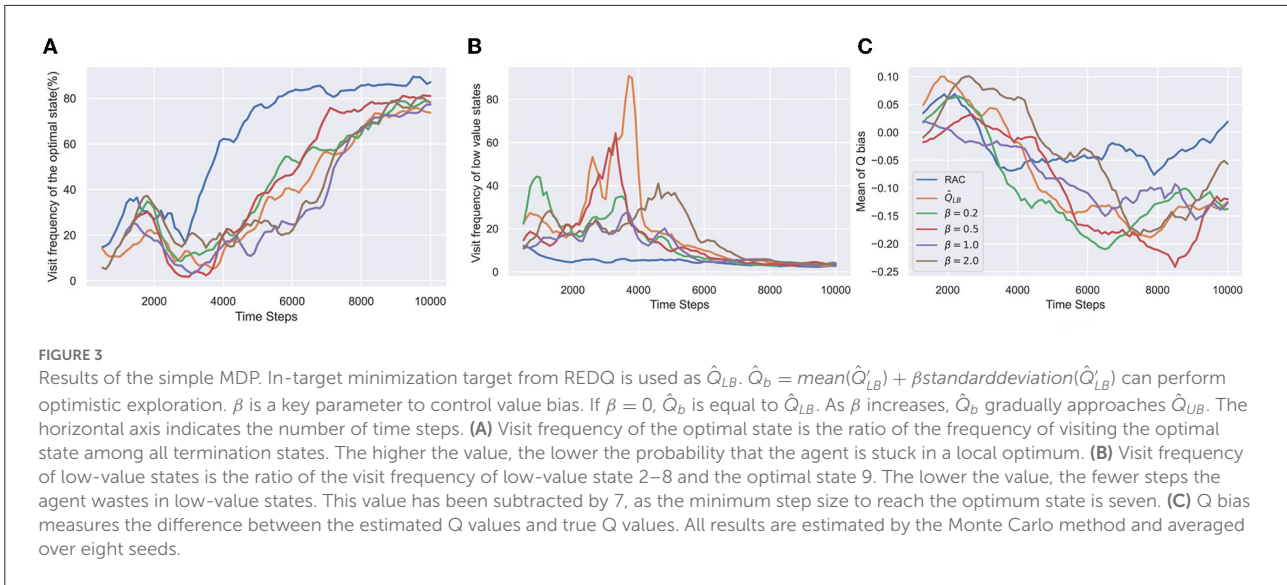 A
B
C
Visit frequency of the optimal state(%)
80
60
40
20
0
2000 4000 6000 8000 10000
Time Steps
Visit frequency of low value states
80
60
40
20
0
2000 4000 6000 8000 10000
Time Steps
Mean of Q bias
0.10
0.05
0.00
−0.05
−0.10
−0.15
−0.20
−0.25
RAC
Q̂_LB
β = 0.2
β = 0.5
β = 1.0
β = 2.0
2000 4000 6000 8000 10000
Time Steps
FIGURE 3
Results of the simple MDP. In-target minimization target from REDQ is used as Q̂_LB. Q̂_b = mean(Q̂′_LB) + βstandarddeviation(Q̂′_LB) can perform
optimistic exploration. β is a key parameter to control value bias. If β = 0, Q̂_b is equal to Q̂_LB. As β increases, Q̂_b gradually approaches Q̂_UB. The
horizontal axis indicates the number of time steps. (A) Visit frequency of the optimal state is the ratio of the frequency of visiting the optimal
state among all termination states. The higher the value, the lower the probability that the agent is stuck in a local optimum. (B) Visit frequency
of low-value states is the ratio of the visit frequency of low-value state 2–8 and the optimal state 9. The lower the value, the fewer steps the
agent wastes in low-value states. This value has been subtracted by 7, as the minimum step size to reach the optimum state is seven. (C) Q bias
measures the difference between the estimated Q values and true Q values. All results are estimated by the Monte Carlo method and averaged
over eight seeds.